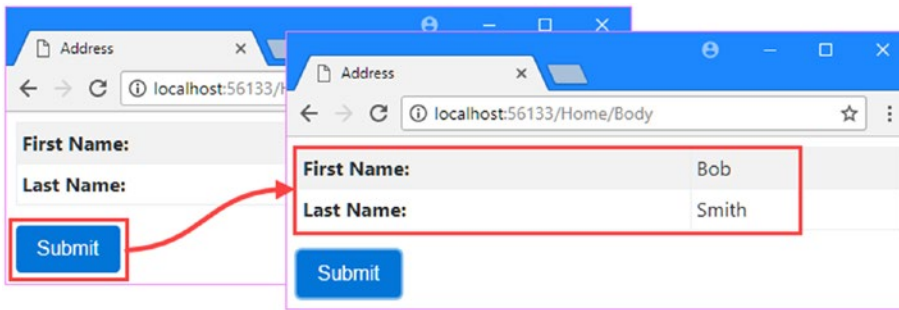 Address
localhost:56133/
First Name:
Last Name:
Submit
Address
localhost:56133/Home/Body
First Name: Bob
Last Name: Smith
Submit